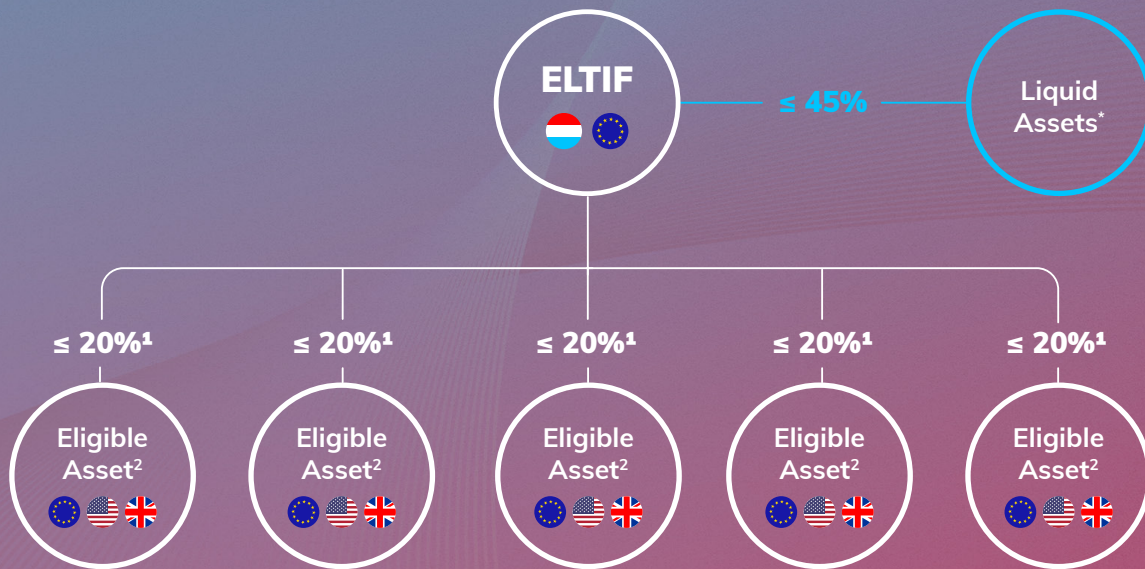 ELTIF
≤ 45%
Liquid
Assets*
≤ 20%¹
≤ 20%¹
≤ 20%¹
≤ 20%¹
≤ 20%¹
Eligible
Asset²
Eligible
Asset²
Eligible
Asset²
Eligible
Asset²
Eligible
Asset²